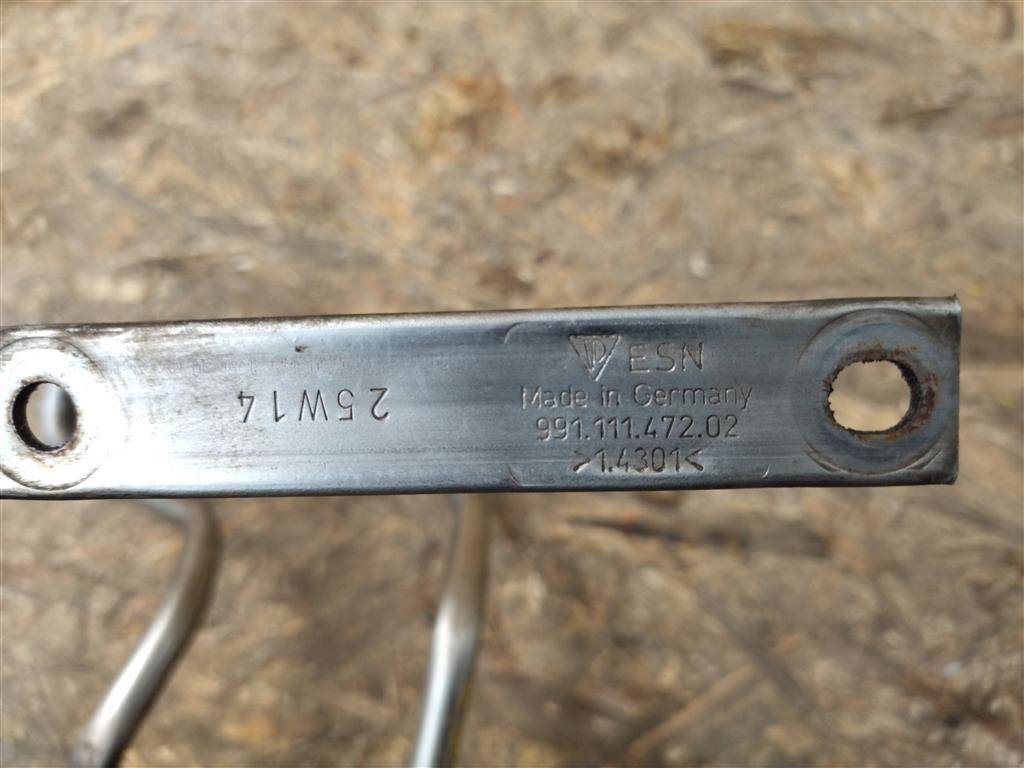 25W14
ESN
Made in Germany
991.111.472.02
>1.4301<